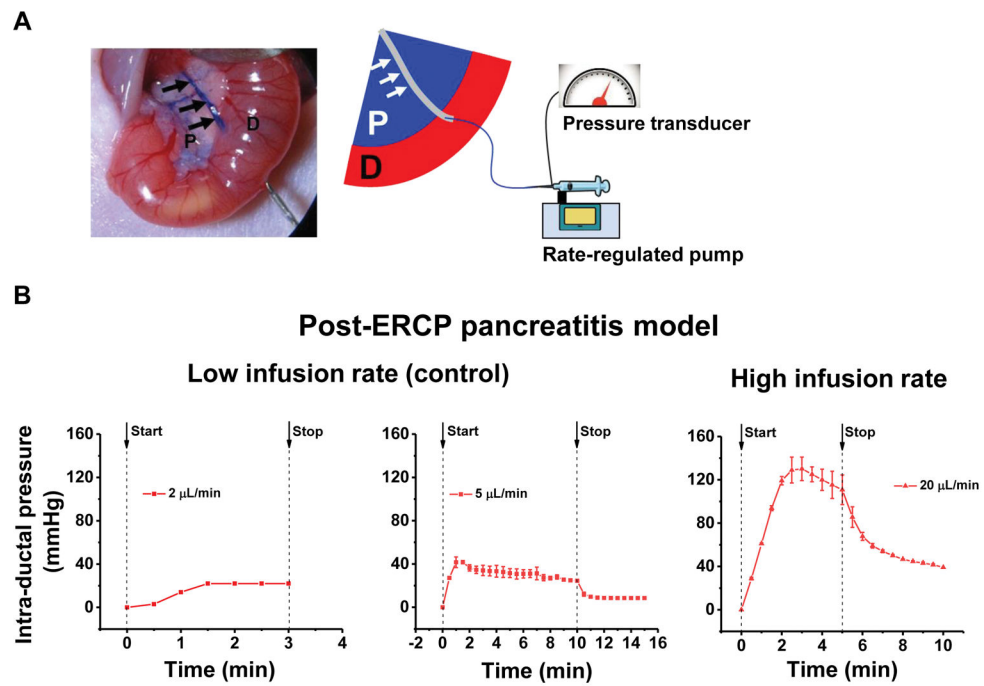 A
P
D
P
D
Pressure transducer
Rate-regulated pump
B
Post-ERCP pancreatitis model
Low infusion rate (control)
High infusion rate
Intra-ductal pressure
(mmHg)
160
120
80
40
0
Start
Stop
2 μL/min
0 1 2 3 4
Time (min)
160
120
80
40
0
Start
Stop
5 μL/min
-2 0 2 4 6 8 10 12 14 16
Time (min)
160
120
80
40
0
Start
Stop
20 μL/min
0 2 4 6 8 10
Time (min)